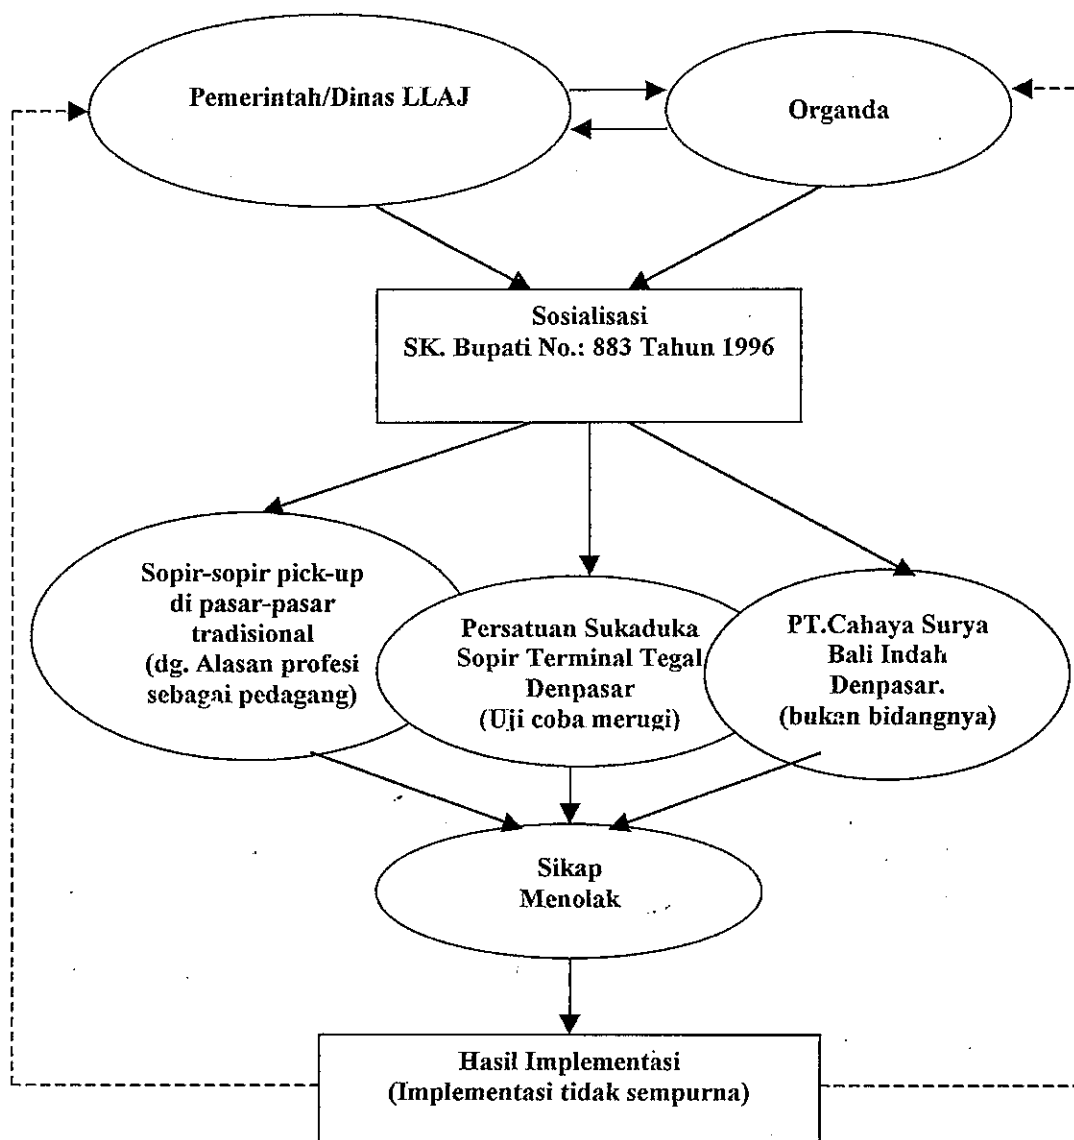 Pemerintah/Dinas LLAJ
Organda
Sosialisasi
SK. Bupati No.: 883 Tahun 1996
Sopir-sopir pick-up
di pasar-pasar
tradisional
(dg. Alasan profesi
sebagai pedagang)
Persatuan Sukaduka
Sopir Terminal Tegal
Denpasar
(Uji coba merugi)
PT.Cahaya Surya
Bali Indah
Denpasar.
(bukan bidangnya)
Sikap
Menolak
Hasil Implementasi
(Implementasi tidak sempurna)